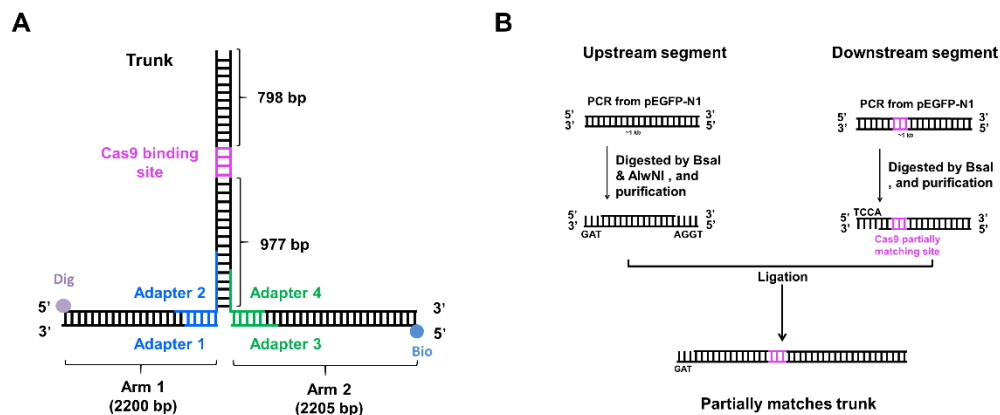 A
Trunk
798 bp
Cas9 binding
site
977 bp
Dig
Adapter 2
Adapter 4
5’
3’
3’
5’
Adapter 1
Adapter 3
Bio
Arm 1
(2200 bp)
Arm 2
(2205 bp)
B
Upstream segment
Downstream segment
PCR from pEGFP-N1
5’
3’
3’
5’
~1 kb
Digested by BsaI
& AlwNI , and
purification
5’
3’
3’
5’
GAT
AGGT
PCR from pEGFP-N1
5’
3’
3’
5’
~1 kb
Digested by BsaI
, and purification
TCCA
5’
3’
3’
5’
Cas9 partially
matching site
Ligation
GAT
Partially matches trunk